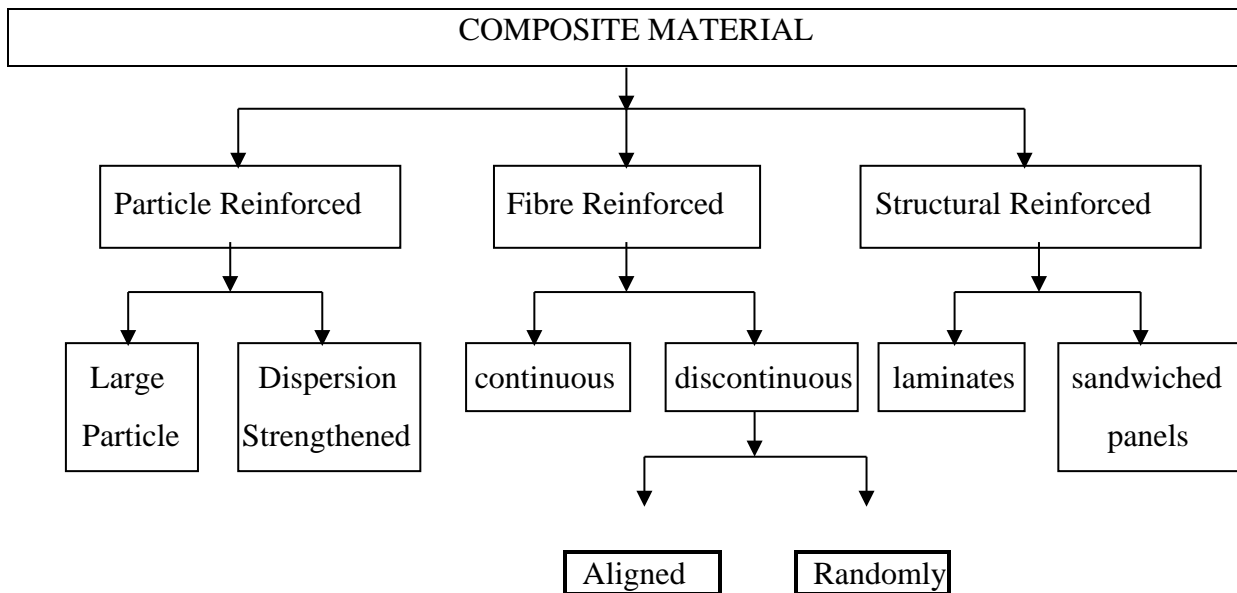 COMPOSITE MATERIAL
Particle Reinforced
Fibre Reinforced
Structural Reinforced
Large
Particle
Dispersion
Strengthened
continuous
discontinuous
laminates
sandwiched
panels
Aligned
Randomly